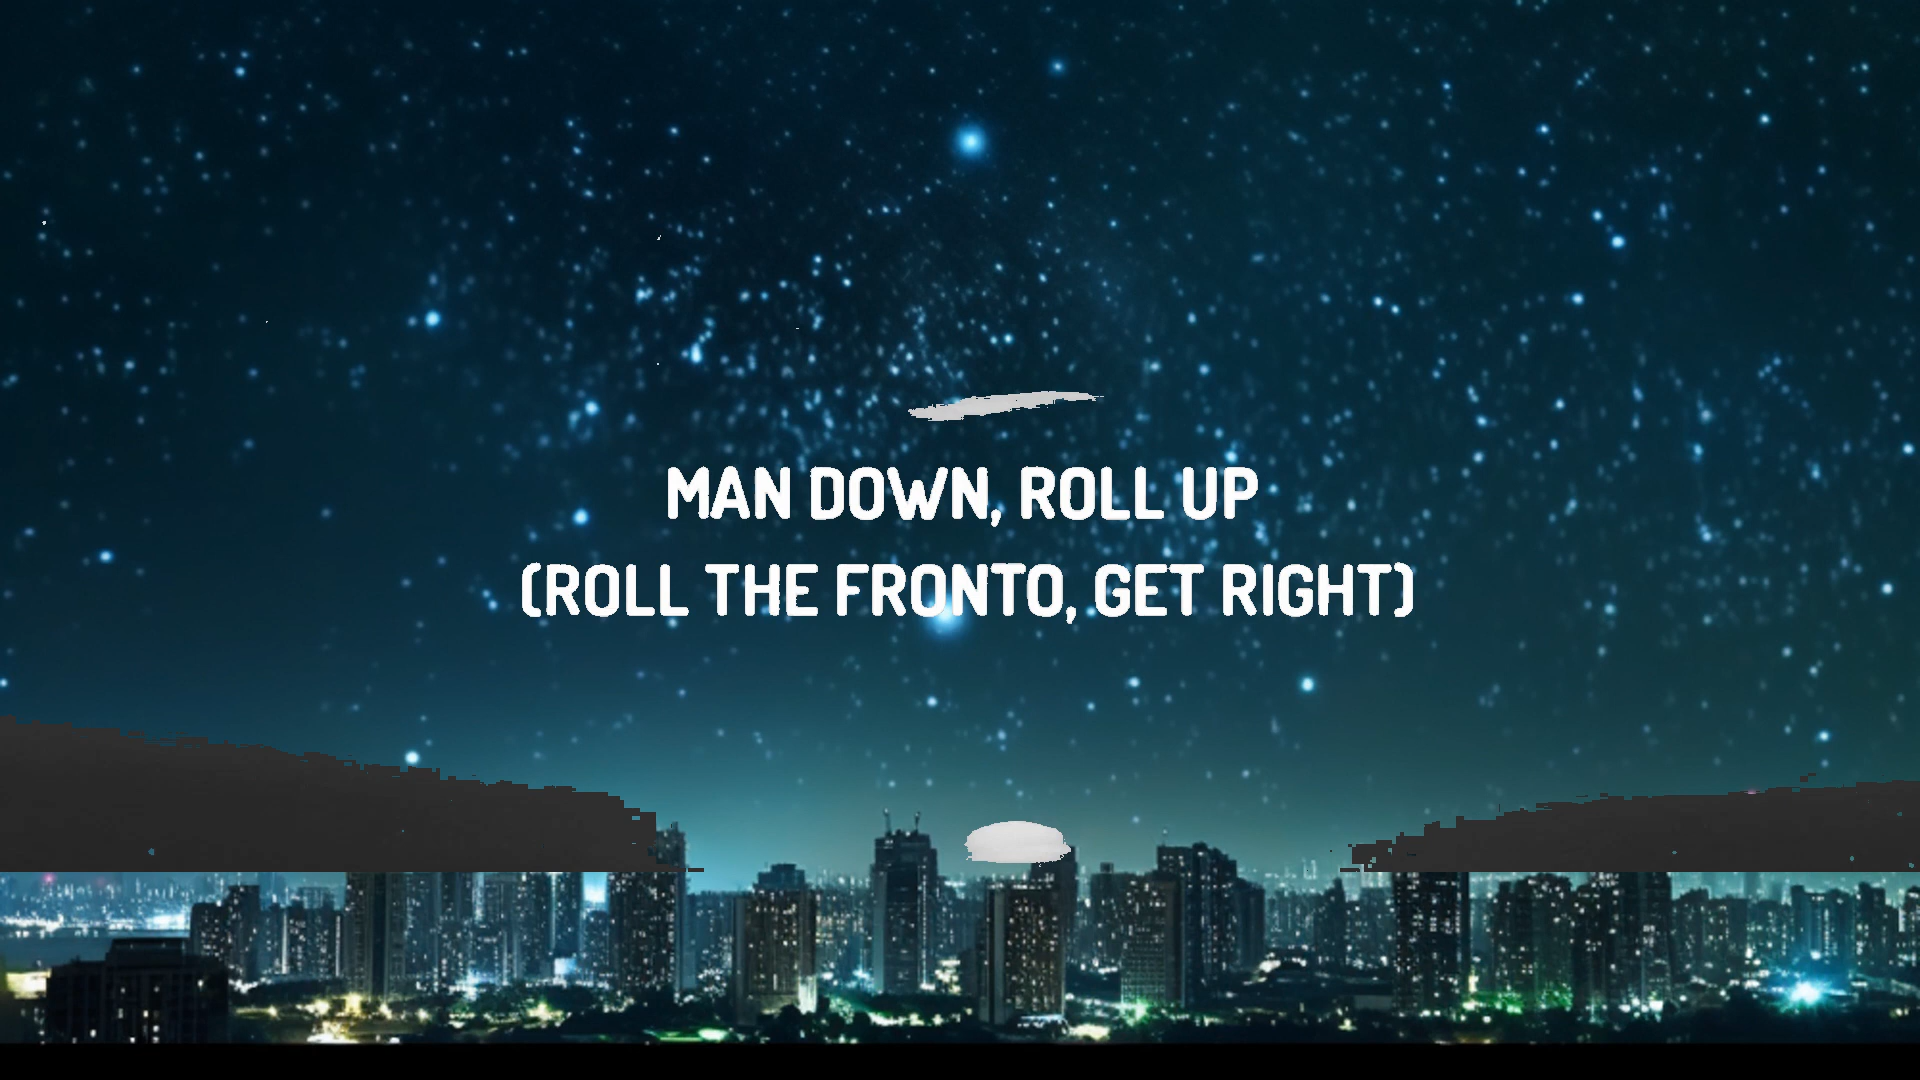 MAN DOWN, ROLL UP
(ROLL THE FRONTO, GET RIGHT)